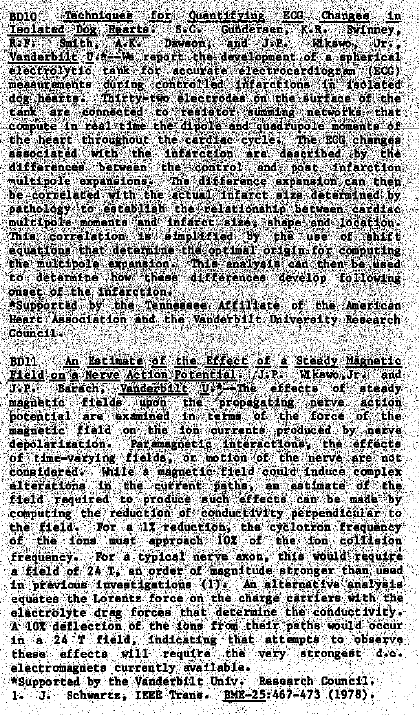 BD10 Techniques for Quantifying ECG Changes in
Isolated Dog Hearts. S.C. Gundersen, K.R. Swinney,
R.F. Smith, A.K. Dawson, and J.P. Wikswo, Jr.,
Vanderbilt U.*--We report the development of a spherical
electrolytic tank for accurate electrocardiogram (ECG)
measurements during controlled infarctions in isolated
dog hearts. Thirty-two electrodes on the surface of the
tank are connected to resistor summing networks that
compute in real time the dipole and quadrupole moments of
the heart throughout the cardiac cycle. The ECG changes
associated with the infarction are described by the
differences between the control and post infarction
multipole expansions. The difference expansion can then
be correlated with the actual infarct size determined by
pathology to establish the relationship between cardiac
multipole moments and infarct size, shape and location.
This correlation is simplified by the use of shift
equations that determine the optimal origin for computing
the multipole expansion. This analysis can then be used
to determine how these differences develop following
onset of the infarction.
*Supported by the Tennessee Affiliate of the American
Heart Association and the Vanderbilt University Research
Council.
BD11 An Estimate of the Effect of a Steady Magnetic
Field on a Nerve Action Potential. J.P. Wikswo, Jr. and
J.P. Barach, Vanderbilt U.*--The effects of steady
magnetic fields upon the propagating nerve action
potential are examined in terms of the force of the
magnetic field on the ion currents produced by nerve
depolarization. Paramagnetic interactions, the effects
of time-varying fields, or motion of the nerve are not
considered. While a magnetic field could induce complex
alterations in the current paths, an estimate of the
field required to produce such effects can be made by
computing the reduction of conductivity perpendicular to
the field. For a 1% reduction, the cyclotron frequency
of the ions must approach 10% of the ion collision
frequency. For a typical nerve axon, this would require
a field of 24 T, an order of magnitude stronger than used
in previous investigations (1). An alternative analysis
equates the Lorentz force on the charge carriers with the
electrolyte drag forces that determine the conductivity.
A 10% deflection of the ions from their paths would occur
in a 24 T field, indicating that attempts to observe
these effects will require the very strongest d.c.
electromagnets currently available.
*Supported by the Vanderbilt Univ. Research Council.
1. J. Schwartz, IEEE Trans. BME-25:467-473 (1978).